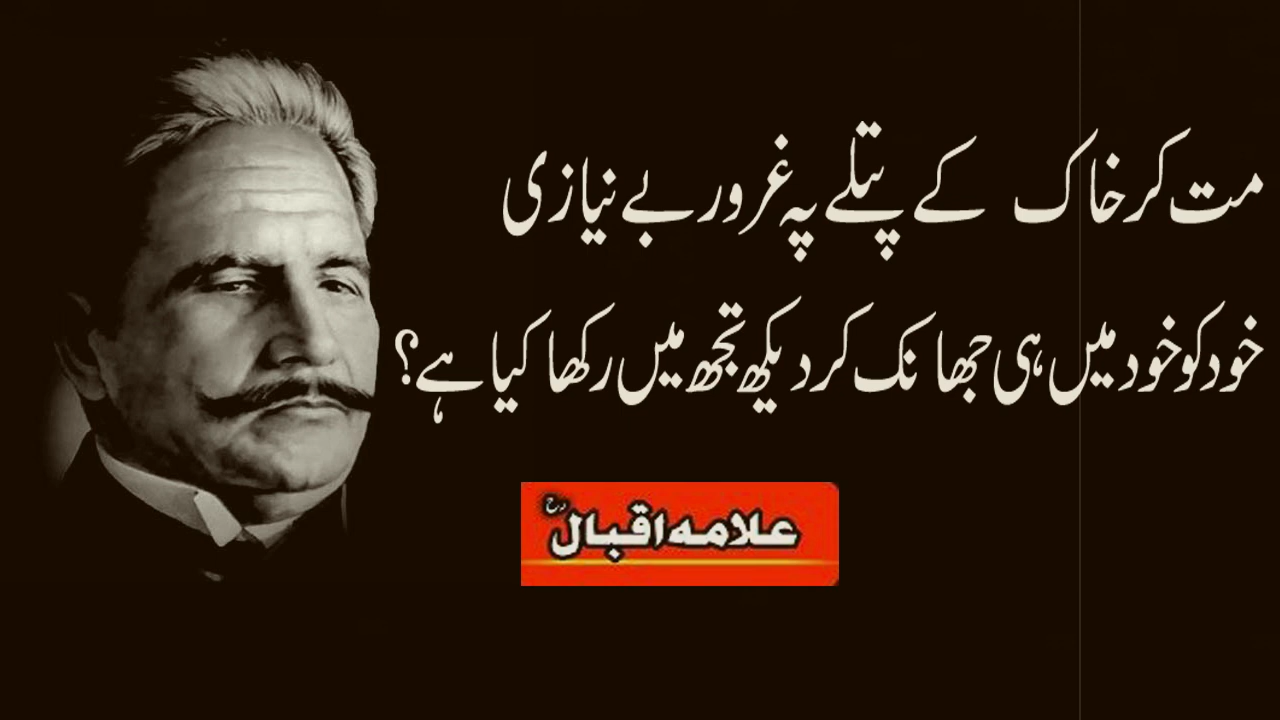 مت کر خاک کے پتلے پہ غرور بے نیازی
خود کو خود میں ہی جھانک کر دیکھ تجھ میں رکھا کیا ہے؟
علامہ اقبالؒ